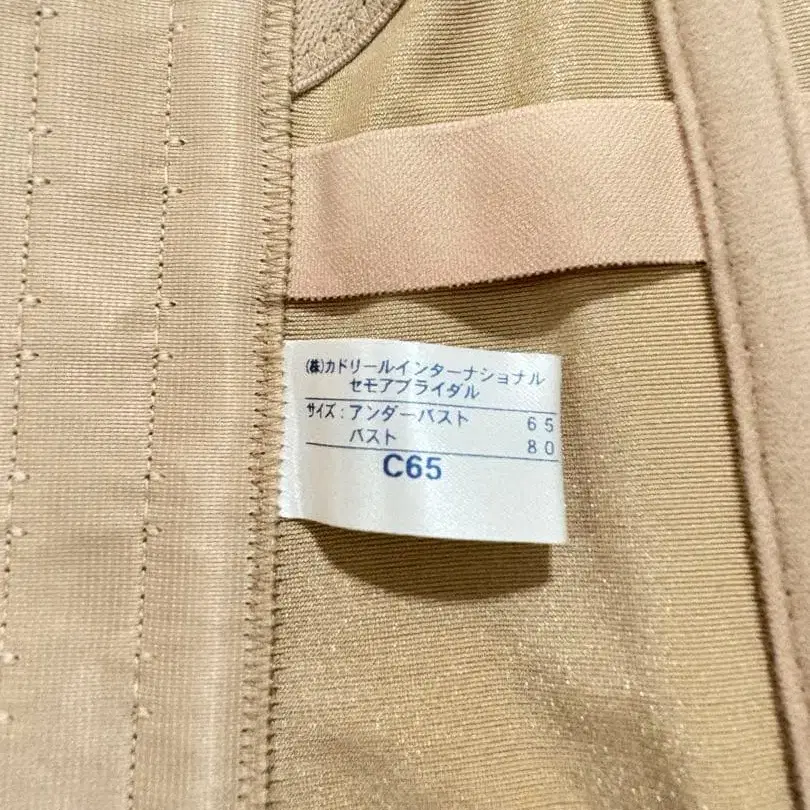 (株)カドリールインターナショナル
セモアブライダル
サイズ:アンダーバスト 65
バスト 80
C65